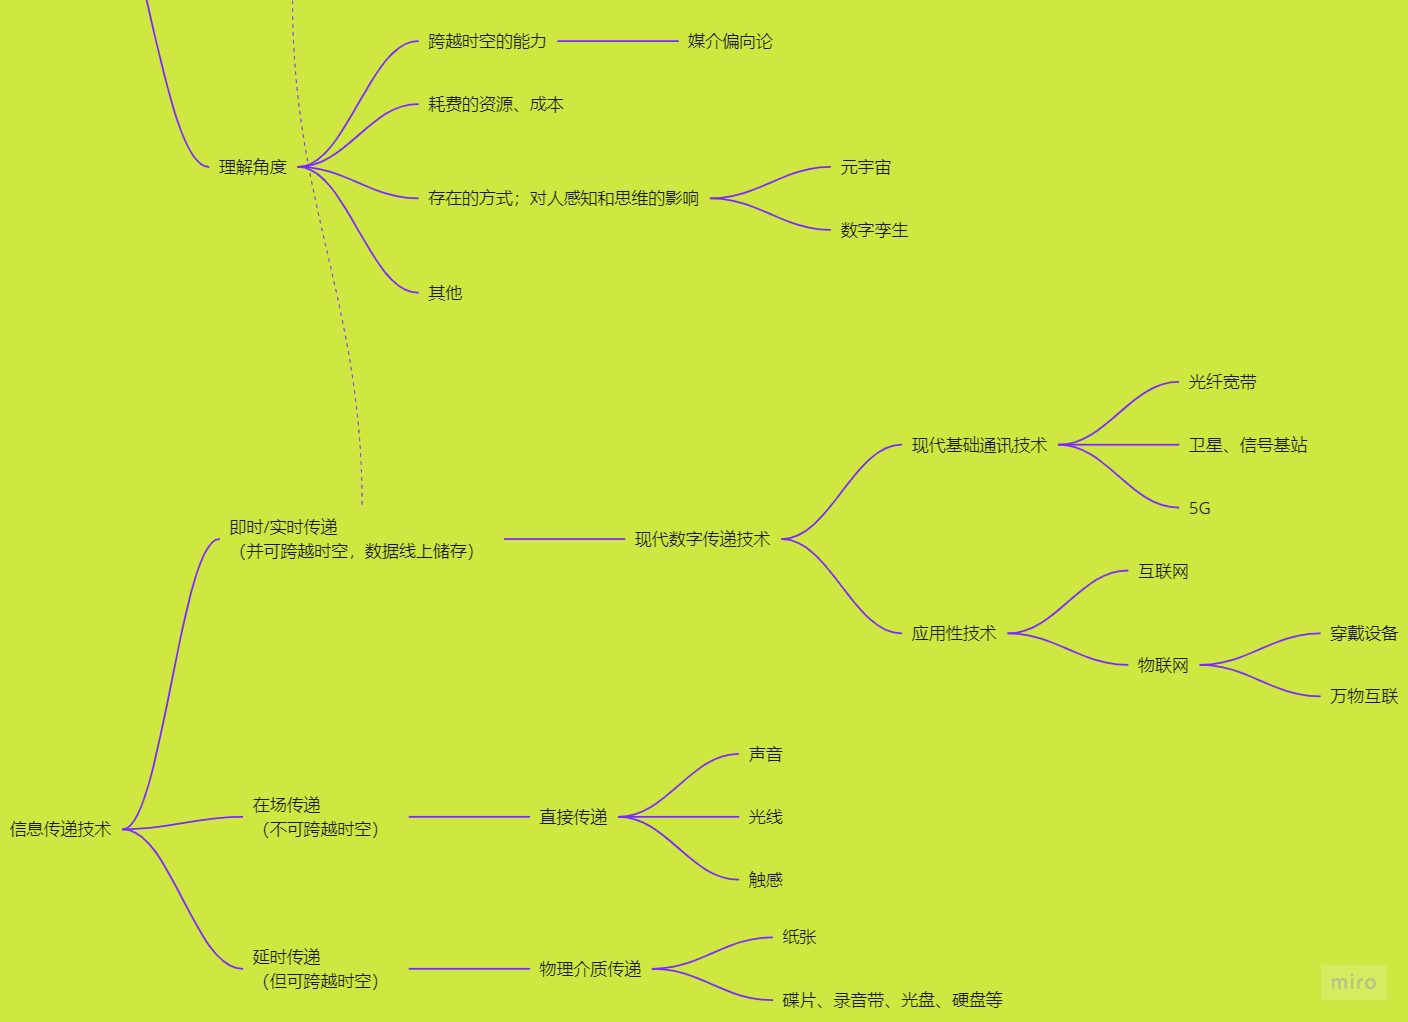 跨越时空的能力
媒介偏向论
耗费的资源、成本
理解角度
存在的方式；对人感知和思维的影响
元宇宙
数字孪生
其他
光纤宽带
现代基础通讯技术
卫星、信号基站
5G
即时/实时传递
（并可跨越时空，数据线上储存）
现代数字传递技术
互联网
应用性技术
物联网
穿戴设备
万物互联
声音
信息传递技术
在场传递
（不可跨越时空）
直接传递
光线
触感
纸张
延时传递
（但可跨越时空）
物理介质传递
碟片、录音带、光盘、硬盘等
miro